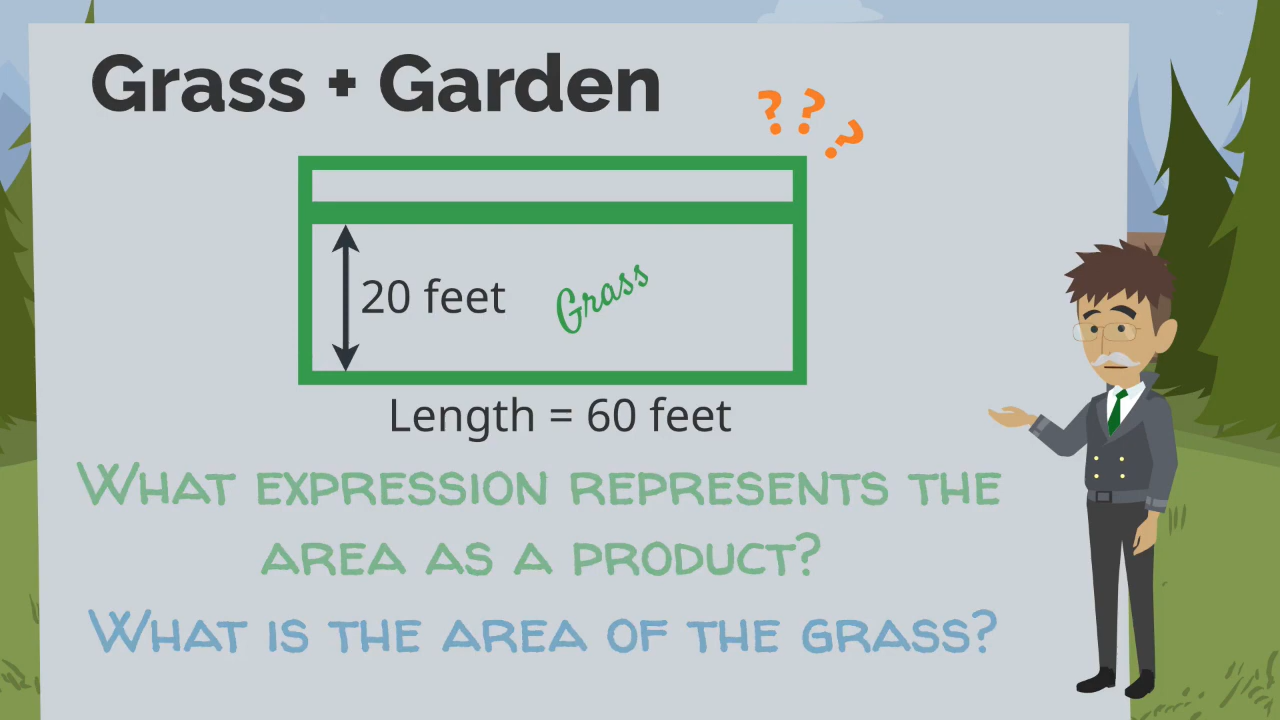 Grass + Garden
???
20 feet
Grass
Length = 60 feet
What expression represents the
area as a product?
What is the area of the grass?